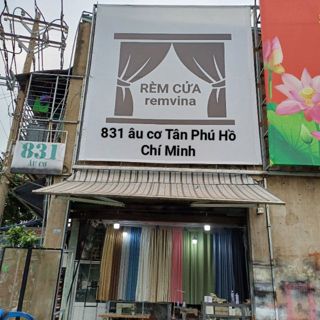 RÈM CỬA
remvina
831 âu cơ Tân Phú Hồ
Chí Minh
831
ÂU CƠ